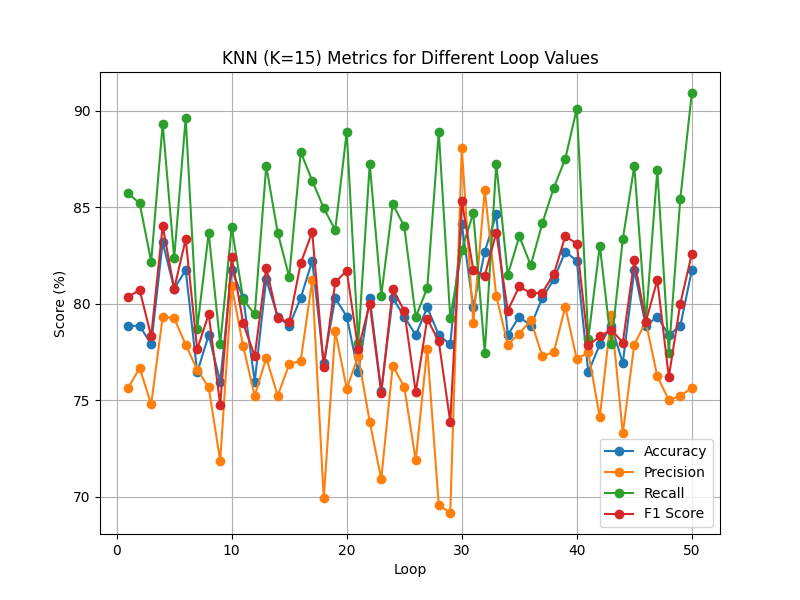 KNN (K=15) Metrics for Different Loop Values
Score (%)
90
85
80
75
70
0 10 20 30 40 50
Loop
Accuracy
Precision
Recall
F1 Score